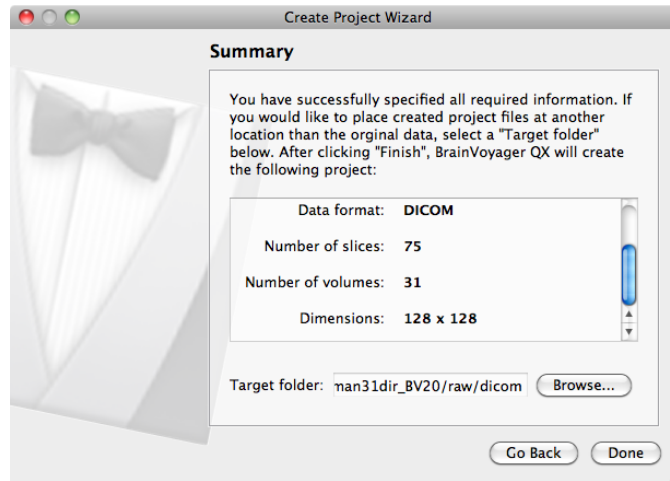 Create Project Wizard
Summary
You have successfully specified all required information. If
you would like to place created project files at another
location than the orginal data, select a "Target folder"
below. After clicking "Finish", BrainVoyager QX will create
the following project:
Data format: DICOM
Number of slices: 75
Number of volumes: 31
Dimensions: 128 x 128
Target folder: man31dir_BV20/raw/dicom Browse...
Go Back Done